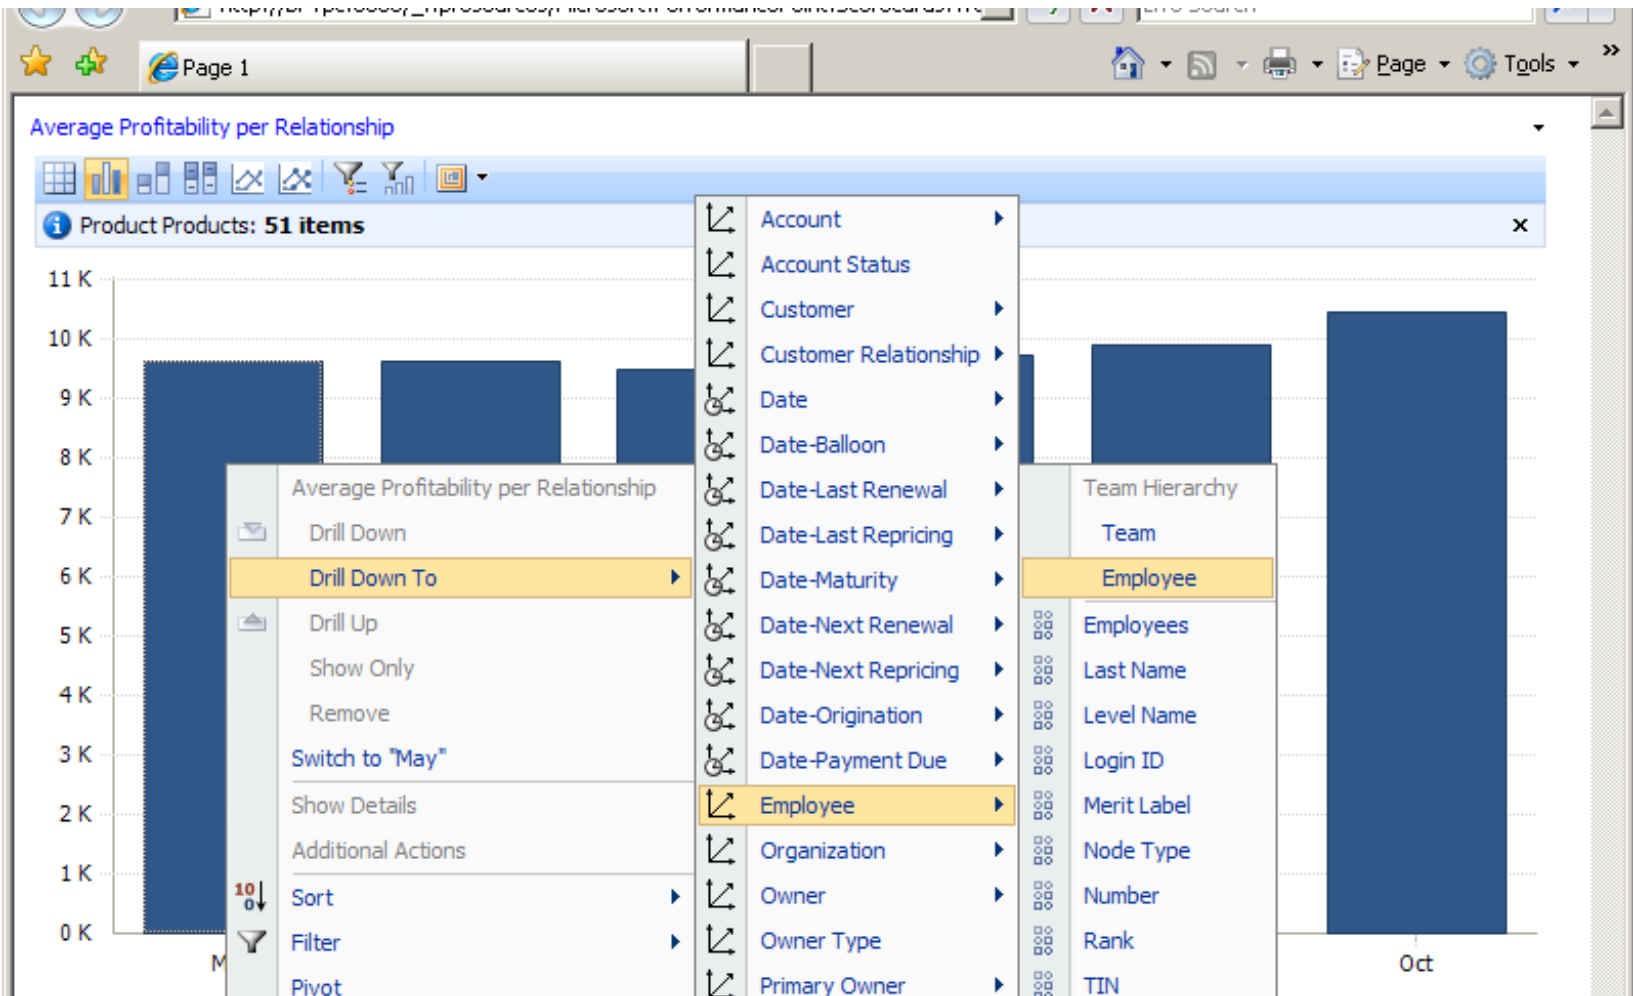 Page 1
Page
Tools
»
Average Profitability per Relationship
Product Products: 51 items
x
11 K
10 K
9 K
8 K
7 K
6 K
5 K
4 K
3 K
2 K
1 K
0 K
Oct
Average Profitability per Relationship
Drill Down
Drill Down To
Drill Up
Show Only
Remove
Switch to "May"
Show Details
Additional Actions
Sort
Filter
Pivot
Account
Account Status
Customer
Customer Relationship
Date
Date-Balloon
Date-Last Renewal
Date-Last Repricing
Date-Maturity
Date-Next Renewal
Date-Next Repricing
Date-Origination
Date-Payment Due
Employee
Organization
Owner
Owner Type
Primary Owner
Team Hierarchy
Team
Employee
Employees
Last Name
Level Name
Login ID
Merit Label
Node Type
Number
Rank
TIN